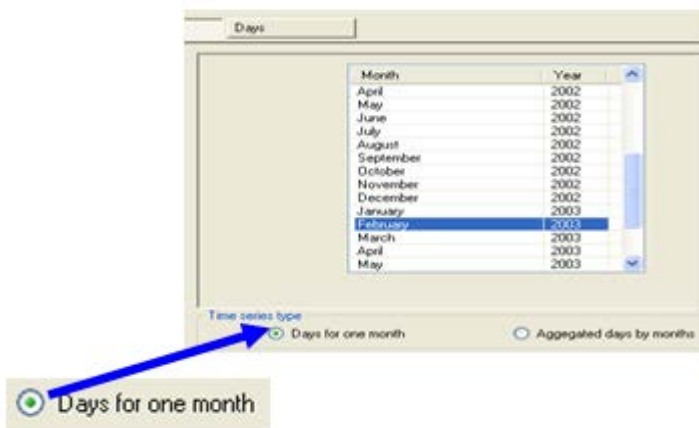 Days
Month Year
April 2002
May 2002
June 2002
July 2002
August 2002
September 2002
October 2002
November 2002
December 2002
January 2003
February 2003
March 2003
April 2003
May 2003
Time series type
Days for one month Aggegated days by months
Days for one month